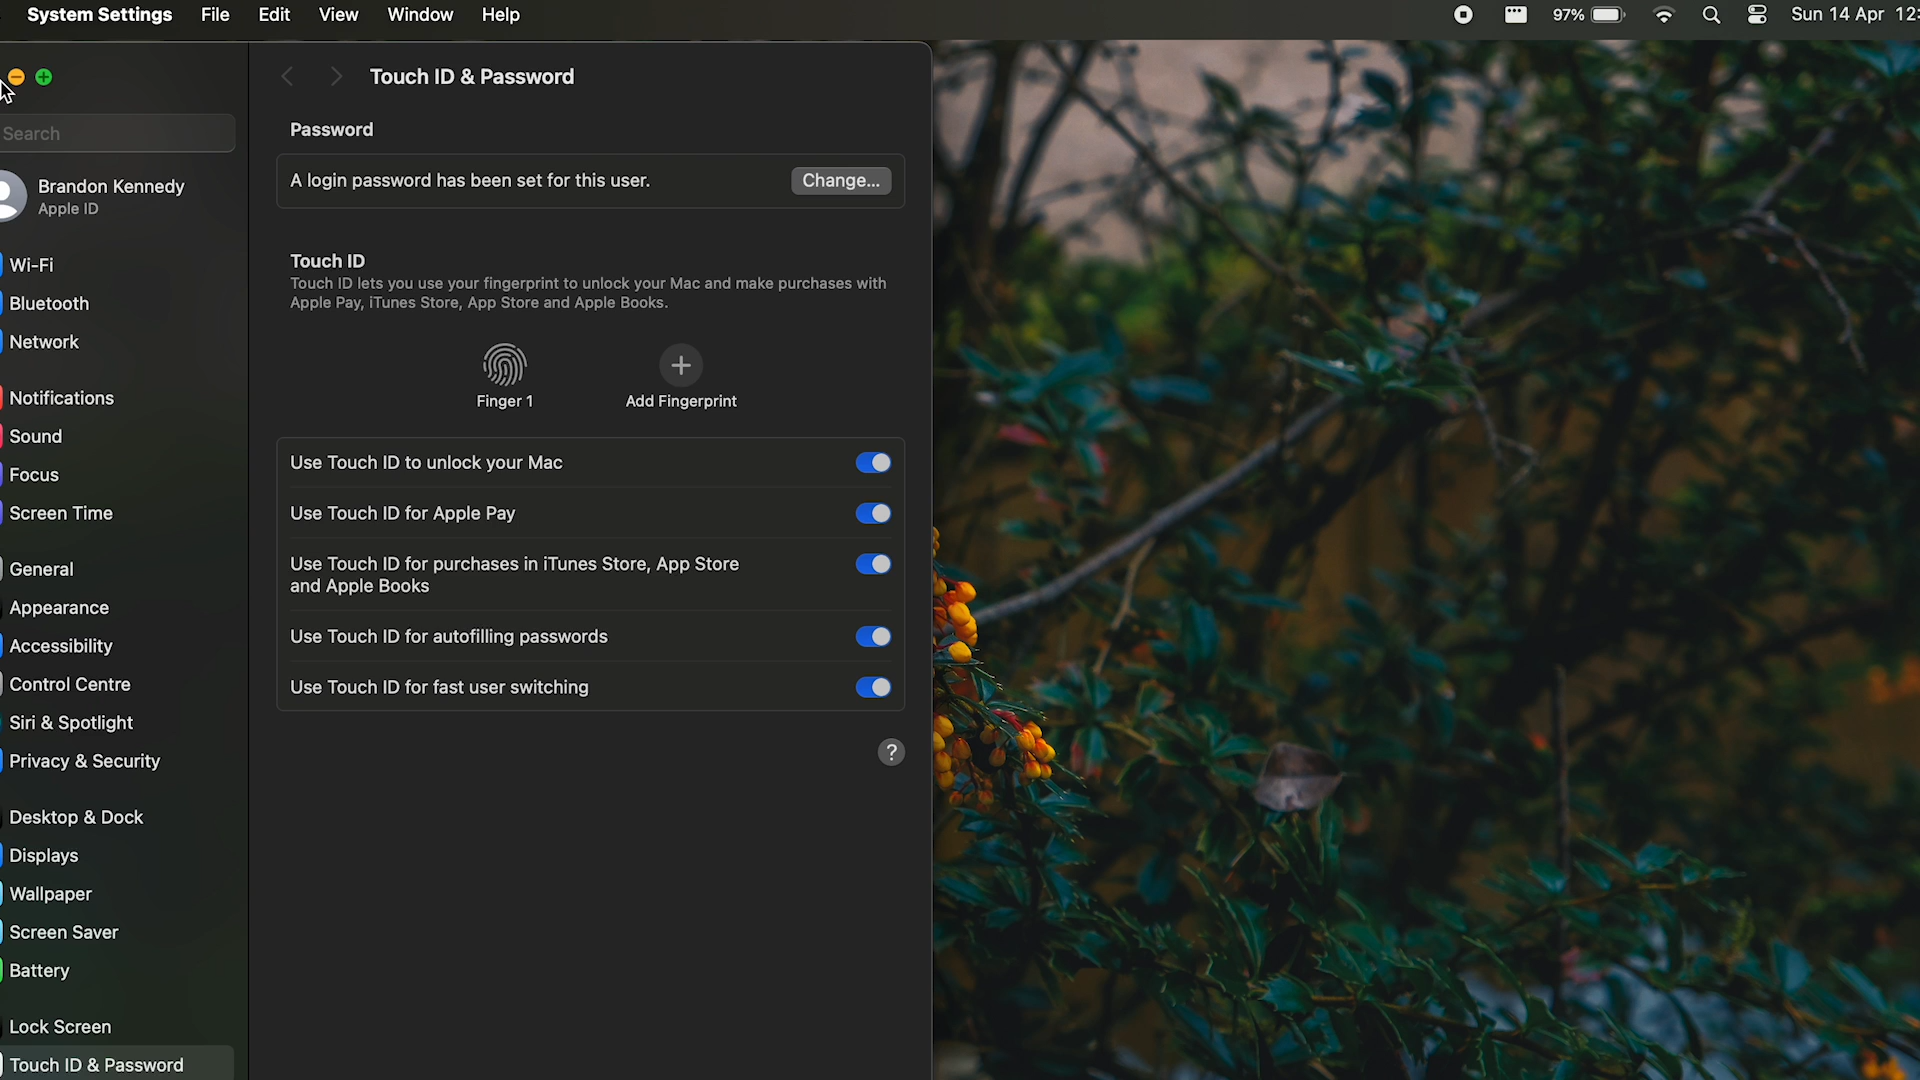 System Settings File Edit View Window Help 97% Sun 14 Apr 12:
Touch ID & Password
Search
Brandon Kennedy
Apple ID
Wi-Fi
Bluetooth
Network
Notifications
Sound
Focus
Screen Time
General
Appearance
Accessibility
Control Centre
Siri & Spotlight
Privacy & Security
Desktop & Dock
Displays
Wallpaper
Screen Saver
Battery
Lock Screen
Touch ID & Password
Password
A login password has been set for this user. Change...
Touch ID
Touch ID lets you use your fingerprint to unlock your Mac and make purchases with
Apple Pay, iTunes Store, App Store and Apple Books.
Finger 1 Add Fingerprint
Use Touch ID to unlock your Mac
Use Touch ID for Apple Pay
Use Touch ID for purchases in iTunes Store, App Store
and Apple Books
Use Touch ID for autofilling passwords
Use Touch ID for fast user switching
?